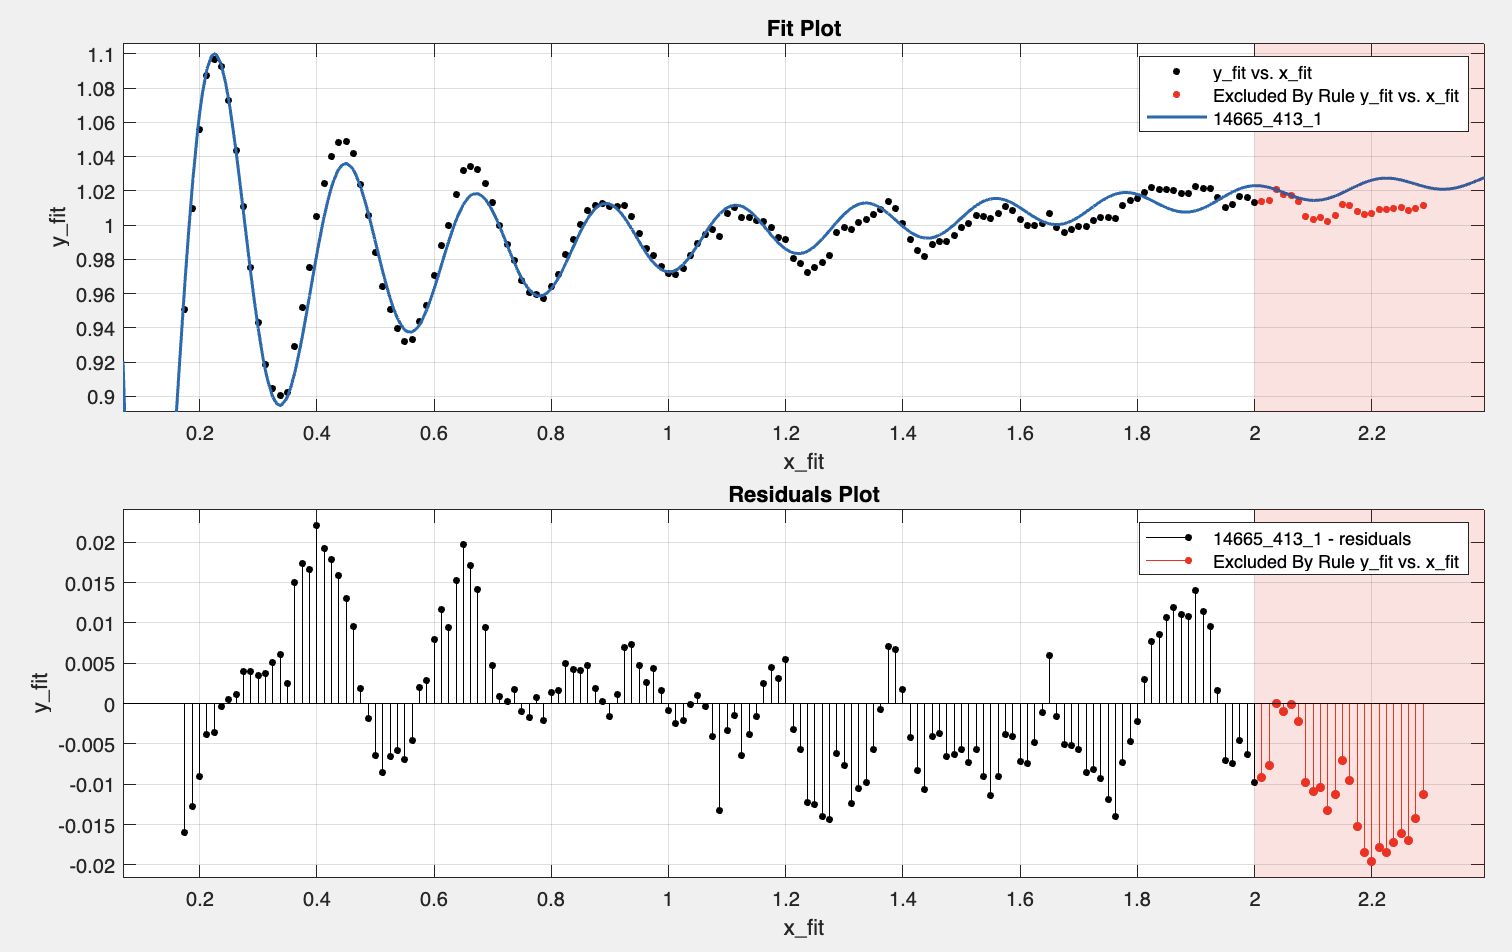 Fit Plot
1.1
1.08
1.06
1.04
1.02
1
0.98
0.96
0.94
0.92
0.9
y_fit
y_fit vs. x_fit
Excluded By Rule y_fit vs. x_fit
14665_413_1
0.2 0.4 0.6 0.8 1 1.2 1.4 1.6 1.8 2 2.2
x_fit
Residuals Plot
0.02
0.015
0.01
0.005
0
-0.005
-0.01
-0.015
-0.02
y_fit
14665_413_1 - residuals
Excluded By Rule y_fit vs. x_fit
0.2 0.4 0.6 0.8 1 1.2 1.4 1.6 1.8 2 2.2
x_fit